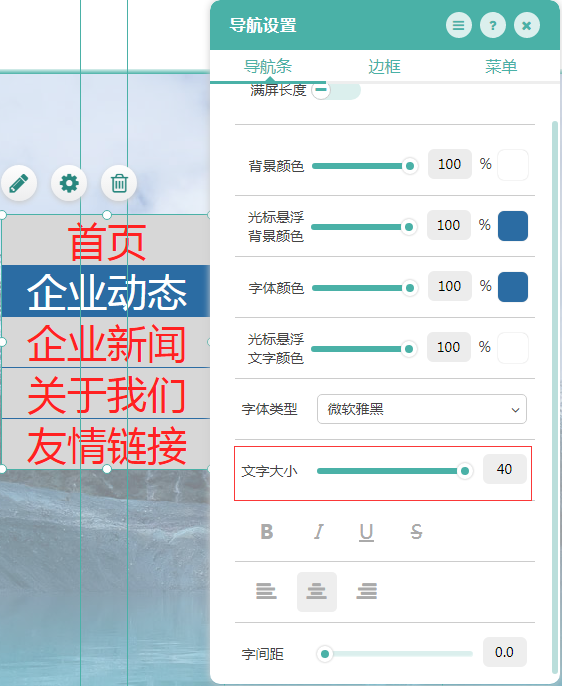 导航设置
?
导航条
边框
菜单
满屏长度
背景颜色
100
%
光标悬浮
背景颜色
100
%
字体颜色
100
%
光标悬浮
文字颜色
100
%
字体类型
微软雅黑
文字大小
40
B
I
U
S
字间距
0.0
首页
企业动态
企业新闻
关于我们
友情链接